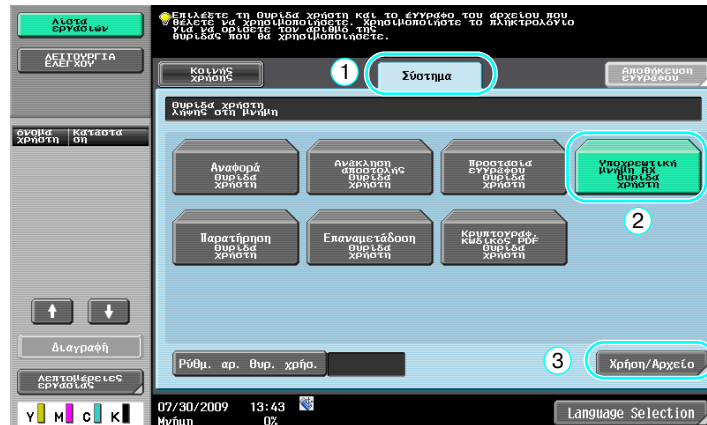 Λίστα
εργασιών
Επιλέξτε τη θυρίδα χρήστη και το έγγραφο του αρχείου που
θέλετε να χρησιμοποιήσετε. Χρησιμοποιήστε το πληκτρολόγιο
για να ορίσετε τον αριθμό της
θυρίδας που θα χρησιμοποιήσετε.
ΛΕΙΤΟΥΡΓΙΑ
ΕΛΕΓΧΟΥ
Κοινής
χρήσης
1
Σύστημα
Αποθήκευση
εγγράφου
Θυρίδα χρήστη
λήψης στη μνήμη
όνομα
χρήστη
Κατάστα
ση
Αναφορά
θυρίδα
χρήστη
Ανάκληση
αποστολής
θυρίδα
χρήστη
Προστασία
εγγράφου
θυρίδα
χρήστη
Υποχρεωτική
μνήμη RX
θυρίδα
χρήστη
2
Παρατήρηση
θυρίδα
χρήστη
Επαναμετάδοση
θυρίδα
χρήστη
Κρυπτογράφ.
κωδικός PDF
θυρίδα
χρήστη
Διαγραφή
Ρύθμ. αρ. θυρ. χρήσ.
3
Χρήση/Αρχείο
Λεπτομέρειες
εργασίας
Y M C K
07/30/2009 13:43
Μνήμη 0%
Language Selection